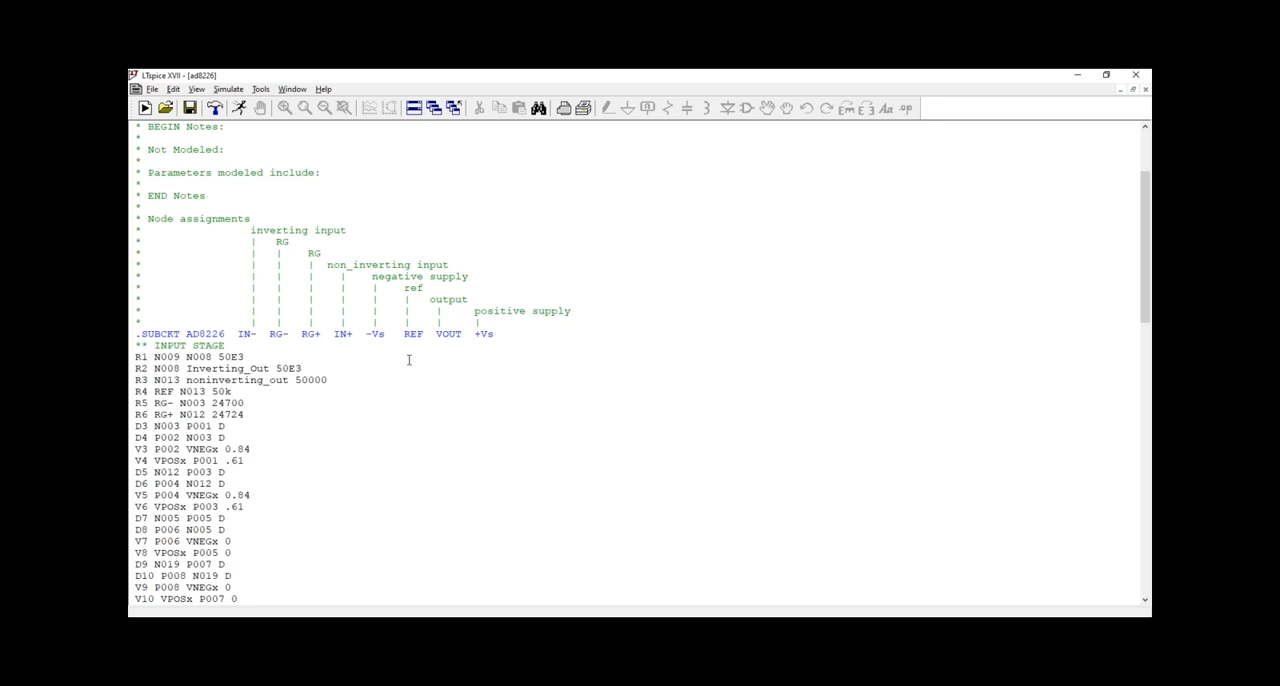 LTspice XVII - [ad8226]
File Edit View Simulate Tools Window Help
* BEGIN Notes:
*
* Not Modeled:
*
* Parameters modeled include:
*
* END Notes
*
* Node assignments
* inverting input
* | RG
* | | RG
* | | | non_inverting input
* | | | | negative supply
* | | | | | ref
* | | | | | | output
* | | | | | | | positive supply
* | | | | | | | |
.SUBCKT AD8226 IN- RG- RG+ IN+ -Vs REF VOUT +Vs
** INPUT STAGE
R1 N009 N008 50E3
R2 N008 Inverting_Out 50E3
R3 N013 noninverting_out 50000
R4 REF N013 50k
R5 RG- N003 24700
R6 RG+ N012 24724
D3 N003 P001 D
D4 P002 N003 D
V3 P002 VNEGx 0.84
V4 VPOSx P001 .61
D5 N012 P003 D
D6 P004 N012 D
V5 P004 VNEGx 0.84
V6 VPOSx P003 .61
D7 N005 P005 D
D8 P006 N005 D
V7 P006 VNEGx 0
V8 VPOSx P005 0
D9 N019 P007 D
D10 P008 N019 D
V9 P008 VNEGx 0
V10 VPOSx P007 0